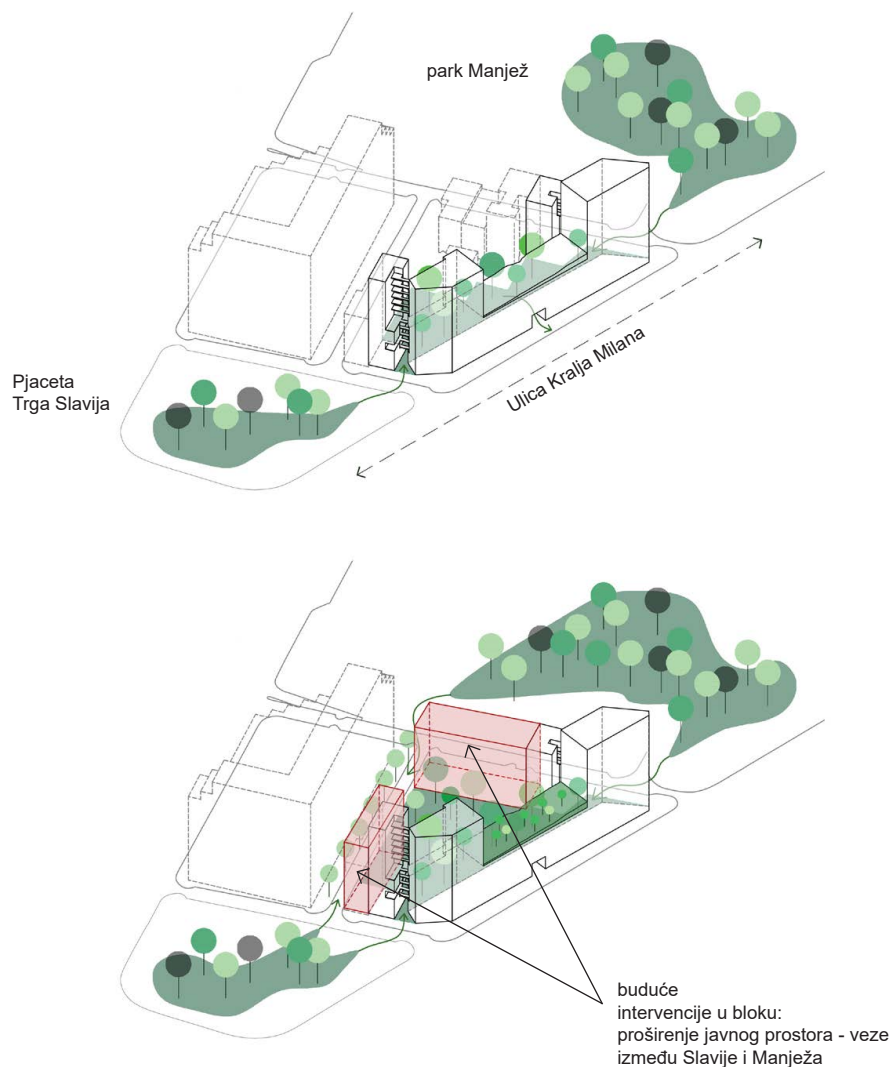 park Manjež
Pjaceta
Trga Slavija
Ulica Kralja Milana
buduće
intervencije u bloku:
proširenje javnog prostora - veze
između Slavije i Manježa